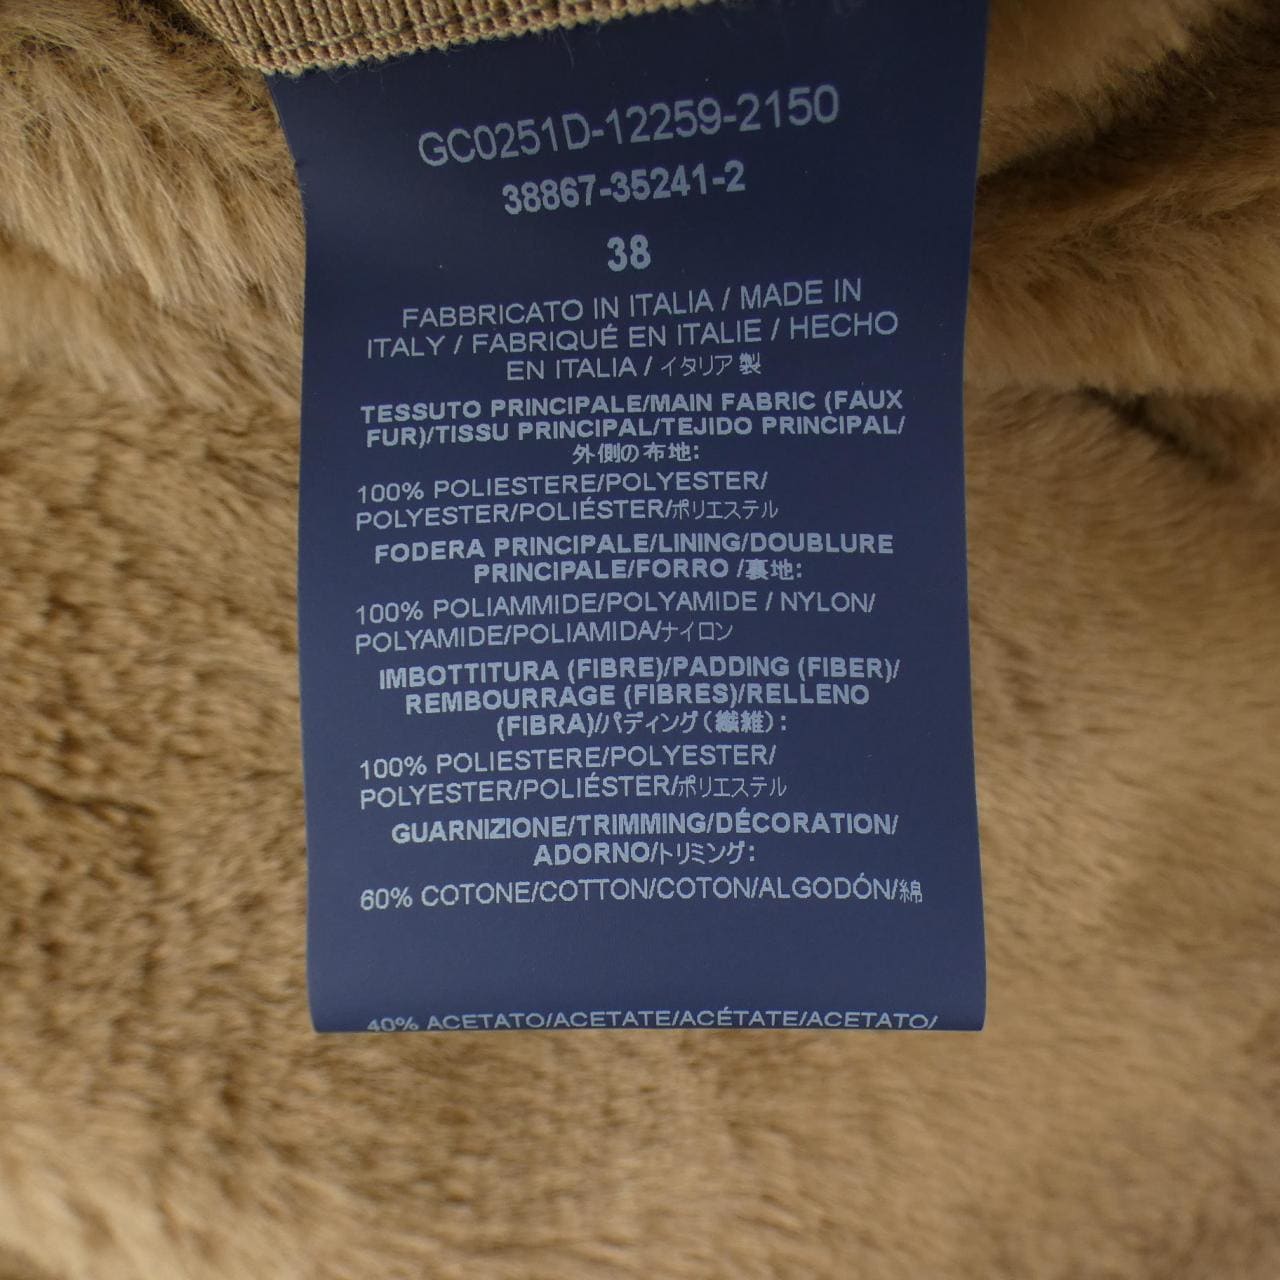 GC0251D-12259-2150
38867-35241-2
38
FABBRICATO IN ITALIA / MADE IN
ITALY / FABRIQUÉ EN ITALIE / HECHO
EN ITALIA / イタリア製
TESSUTO PRINCIPALE/MAIN FABRIC (FAUX
FUR)/TISSU PRINCIPAL/TEJIDO PRINCIPAL/
外側の布地:
100% POLIESTERE/POLYESTER/
POLYESTER/POLIÉSTER/ポリエステル
FODERA PRINCIPALE/LINING/DOUBLURE
PRINCIPALE/FORRO /裏地:
100% POLIAMMIDE/POLYAMIDE / NYLON/
POLYAMIDE/POLIAMIDA/ナイロン
IMBOTTITURA (FIBRE)/PADDING (FIBER)/
REMBOURRAGE (FIBRES)/RELLENO
(FIBRA)/パディング(繊維):
100% POLIESTERE/POLYESTER/
POLYESTER/POLIÉSTER/ポリエステル
GUARNIZIONE/TRIMMING/DÉCORATION/
ADORNO/トリミング:
60% COTONE/COTTON/COTON/ALGODÓN/綿
40% ACETATO/ACETATE/ACÉTATE/ACETATO/